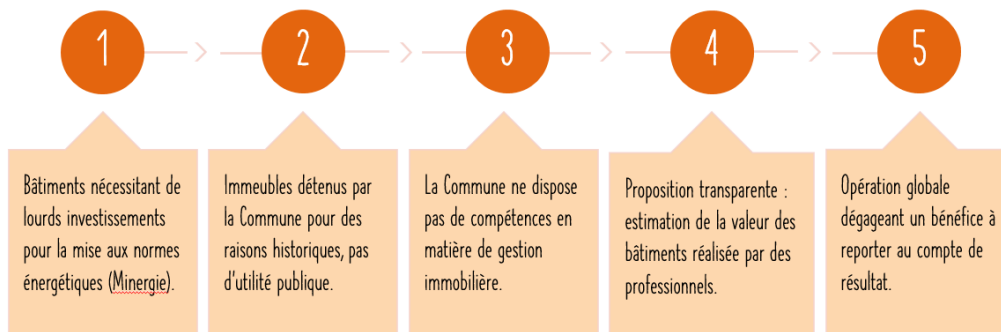 1
2
3
4
5
Bâtiments nécessitant de
lourds investissements
pour la mise aux normes
énergétiques (Minergie).
Immeubles détenus par
la Commune pour des
raisons historiques, pas
d'utilité publique.
La Commune ne dispose
pas de compétences en
matière de gestion
immobilière.
Proposition transparente :
estimation de la valeur des
bâtiments réalisée par des
professionnels.
Opération globale
dégageant un bénéfice à
reporter au compte de
résultat.